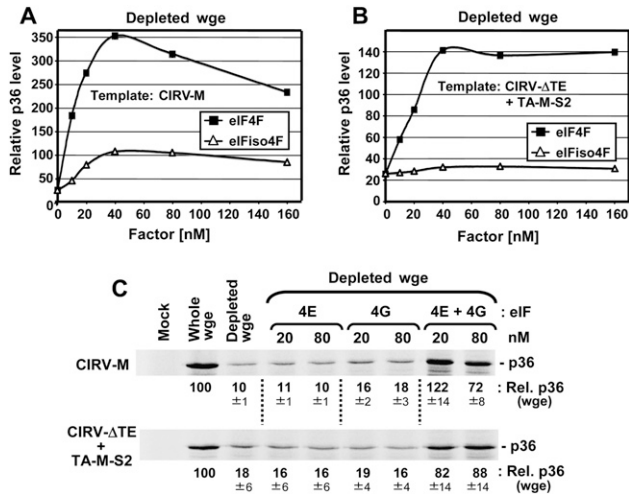 A
Depleted wge
Relative p36 level
350
300
250
200
150
100
50
0
Template: CIRV-M
eIF4F
eIFiso4F
0 20 40 60 80 100 120 140 160
Factor [nM]
B
Depleted wge
Relative p36 level
140
120
100
80
60
40
20
0
Template: CIRV-ΔTE
+ TA-M-S2
eIF4F
eIFiso4F
0 20 40 60 80 100 120 140 160
Factor [nM]
C
Depleted wge
Mock
Whole wge
Depleted wge
4E 4G 4E + 4G : eIF
20 80 20 80 20 80 nM
CIRV-M - p36
100 10 11 10 16 18 122 72 : Rel. p36
±1 ±1 ±1 ±2 ±3 ±14 ±8 (wge)
CIRV-ΔTE
+
TA-M-S2
- p36
100 18 16 16 19 16 82 88 : Rel. p36
±6 ±6 ±6 ±4 ±4 ±14 ±14 (wge)